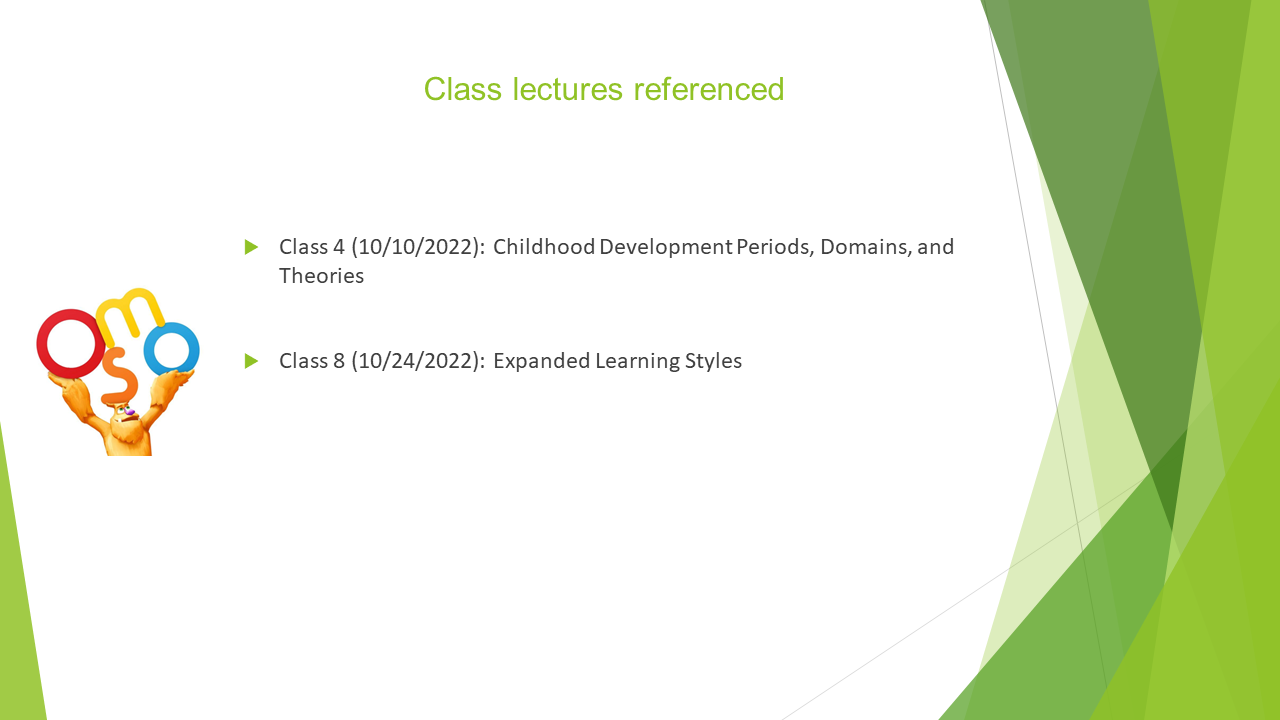 Class lectures referenced
Class 4 (10/10/2022): Childhood Development Periods, Domains, and
Theories
osmo
Class 8 (10/24/2022): Expanded Learning Styles